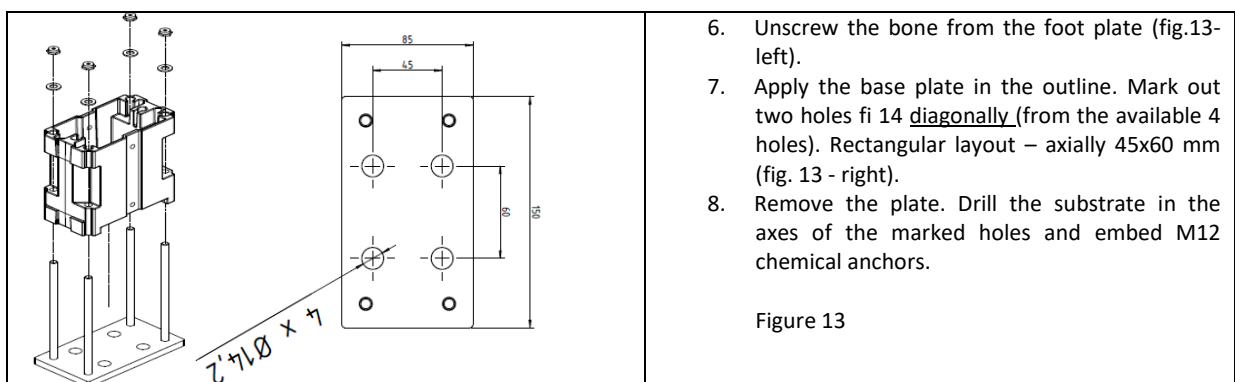 85
45
60
150
4 x Ø14,2
6. Unscrew the bone from the foot plate (fig.13-
left).
7. Apply the base plate in the outline. Mark out
two holes fi 14 diagonally (from the available 4
holes). Rectangular layout – axially 45x60 mm
(fig. 13 - right).
8. Remove the plate. Drill the substrate in the
axes of the marked holes and embed M12
chemical anchors.
Figure 13